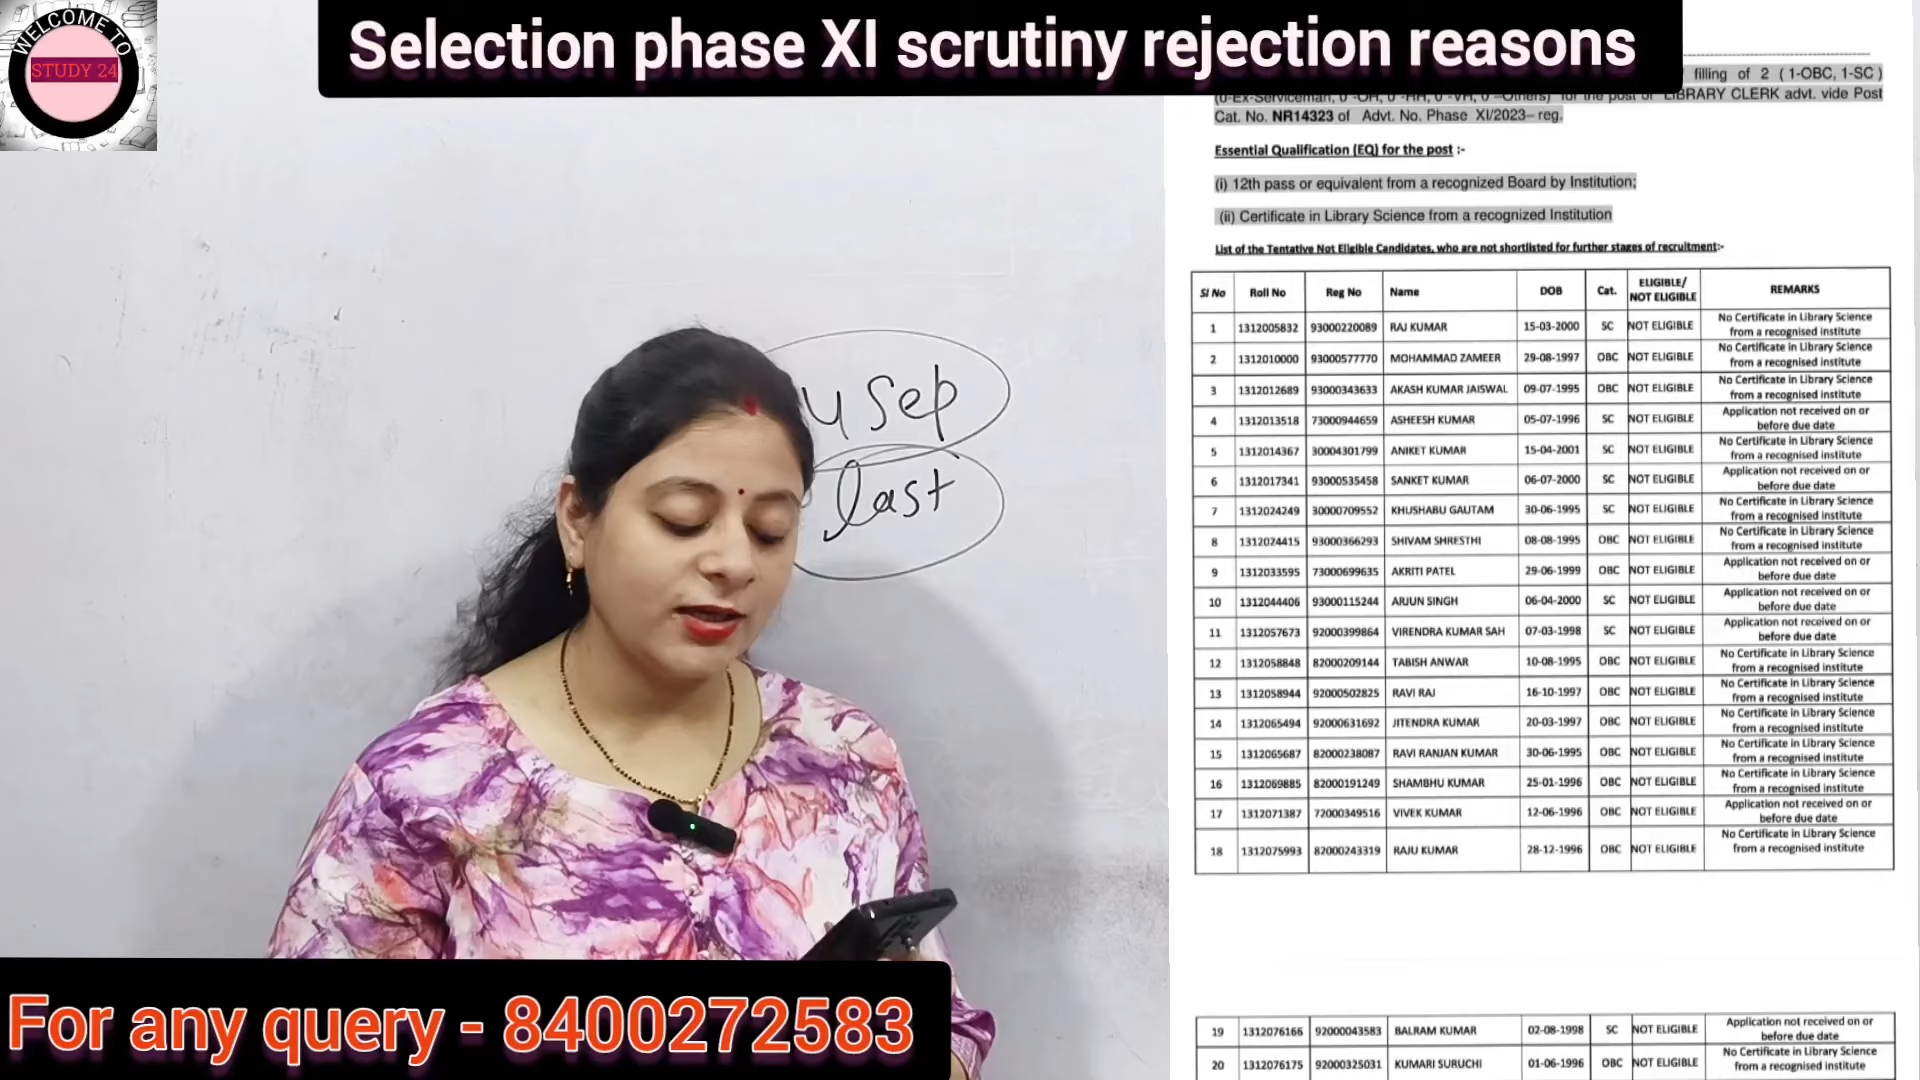 WELCOME TO
STUDY 24
Selection phase XI scrutiny rejection reasons
filling of 2 ( 1-OBC, 1-SC )
(0-Ex-Serviceman, 0 -OH, 0 -HH, 0 -VH, 0 –Others) for the post of LIBRARY CLERK advt. vide Post
Cat. No. NR14323 of Advt. No. Phase XI/2023– reg.
Essential Qualification (EQ) for the post :-
(i) 12th pass or equivalent from a recognized Board by Institution;
(ii) Certificate in Library Science from a recognized Institution
List of the Tentative Not Eligible Candidates, who are not shortlisted for further stages of recruitment:-
Sl No Roll No Reg No Name DOB Cat. ELIGIBLE/ NOT ELIGIBLE REMARKS
1 1312005832 93000220089 RAJ KUMAR 15-03-2000 SC NOT ELIGIBLE No Certificate in Library Science from a recognised institute
2 1312010000 93000577770 MOHAMMAD ZAMEER 29-08-1997 OBC NOT ELIGIBLE No Certificate in Library Science from a recognised institute
3 1312012689 93000343633 AKASH KUMAR JAISWAL 09-07-1995 OBC NOT ELIGIBLE No Certificate in Library Science from a recognised institute
4 1312013518 73000944659 ASHEESH KUMAR 05-07-1996 SC NOT ELIGIBLE Application not received on or before due date
5 1312014367 30004301799 ANIKET KUMAR 15-04-2001 SC NOT ELIGIBLE No Certificate in Library Science from a recognised institute
6 1312017341 93000535458 SANKET KUMAR 06-07-2000 SC NOT ELIGIBLE Application not received on or before due date
7 1312024249 30000709552 KHUSHABU GAUTAM 30-06-1995 SC NOT ELIGIBLE No Certificate in Library Science from a recognised institute
8 1312024415 93000366293 SHIVAM SHRESTHI 08-08-1995 OBC NOT ELIGIBLE No Certificate in Library Science from a recognised institute
9 1312033595 73000699635 AKRITI PATEL 29-06-1999 OBC NOT ELIGIBLE Application not received on or before due date
10 1312044406 93000115244 ARJUN SINGH 06-04-2000 SC NOT ELIGIBLE Application not received on or before due date
11 1312057673 92000399864 VIRENDRA KUMAR SAH 07-03-1998 SC NOT ELIGIBLE Application not received on or before due date
12 1312058848 82000209144 TABISH ANWAR 10-08-1995 OBC NOT ELIGIBLE No Certificate in Library Science from a recognised institute
13 1312058944 92000502825 RAVI RAJ 16-10-1997 OBC NOT ELIGIBLE No Certificate in Library Science from a recognised institute
14 1312065494 92000631692 JITENDRA KUMAR 20-03-1997 OBC NOT ELIGIBLE No Certificate in Library Science from a recognised institute
15 1312065687 82000238087 RAVI RANJAN KUMAR 30-06-1995 OBC NOT ELIGIBLE No Certificate in Library Science from a recognised institute
16 1312069885 82000191249 SHAMBHU KUMAR 25-01-1996 OBC NOT ELIGIBLE No Certificate in Library Science from a recognised institute
17 1312071387 72000349516 VIVEK KUMAR 12-06-1996 OBC NOT ELIGIBLE Application not received on or before due date
18 1312075993 82000243319 RAJU KUMAR 28-12-1996 OBC NOT ELIGIBLE No Certificate in Library Science from a recognised institute
19 1312076166 92000043583 BALRAM KUMAR 02-08-1998 SC NOT ELIGIBLE Application not received on or before due date
20 1312076175 92000325031 KUMARI SURUCHI 01-06-1996 OBC NOT ELIGIBLE No Certificate in Library Science from a recognised institute
4 Sep
last
For any query - 8400272583